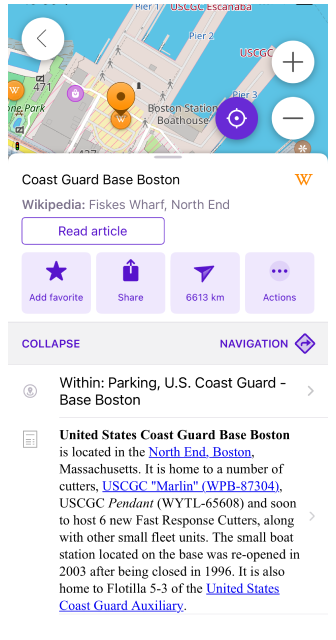 Pier 1
USCGC Escanaba
Pier 2
USCGC
Pier 3
471
W
one Park
Boston Station
Boathouse
W
437
Coast Guard Base Boston
W
Wikipedia: Fiskes Wharf, North End
Read article
Add favorite
Share
6613 km
Actions
COLLAPSE
NAVIGATION
Within: Parking, U.S. Coast Guard -
Base Boston
United States Coast Guard Base Boston
is located in the North End, Boston,
Massachusetts. It is home to a number of
cutters, USCGC "Marlin" (WPB-87304),
USCGC Pendant (WYTL-65608) and soon
to host 6 new Fast Response Cutters, along
with other small fleet units. The small boat
station located on the base was re-opened in
2003 after being closed in 1996. It is also
home to Flotilla 5-3 of the United States
Coast Guard Auxiliary.